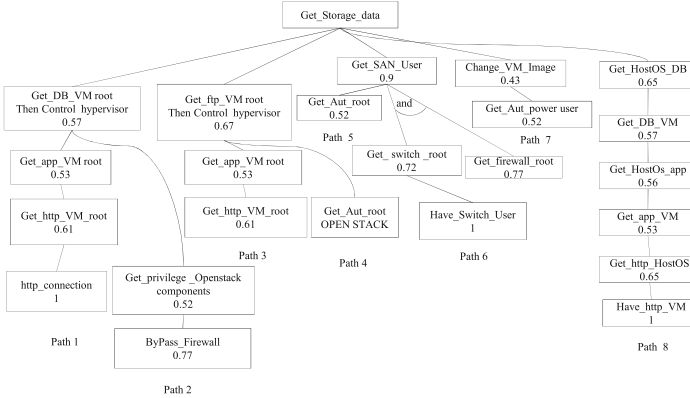 Get_Storage_data
Get_DB_VM root
Then Control hypervisor
0.57
Get_app_VM root
0.53
Get_http_VM_root
0.61
http_connection
1
Path 1
Get_privilege _Openstack
components
0.52
ByPass_Firewall
0.77
Path 2
Get_ftp_VM root
Then Control hypervisor
0.67
Get_app_VM root
0.53
Get_http_VM_root
0.61
Path 3
Get_Aut_root
OPEN STACK
Path 4
Get_SAN_User
0.9
Get_Aut_root
0.52
Path 5
and
Get_ switch _root
0.72
Get_firewall_root
0.77
Have_Switch_User
1
Path 6
Change_VM_Image
0.43
Get_Aut_power user
0.52
Path 7
Get_HostOS_DB
0.65
Get_DB_VM
0.57
Get_HostOs_app
0.56
Get_app_VM
0.53
Get_http_HostOS
0.65
Have_http_VM
1
Path 8